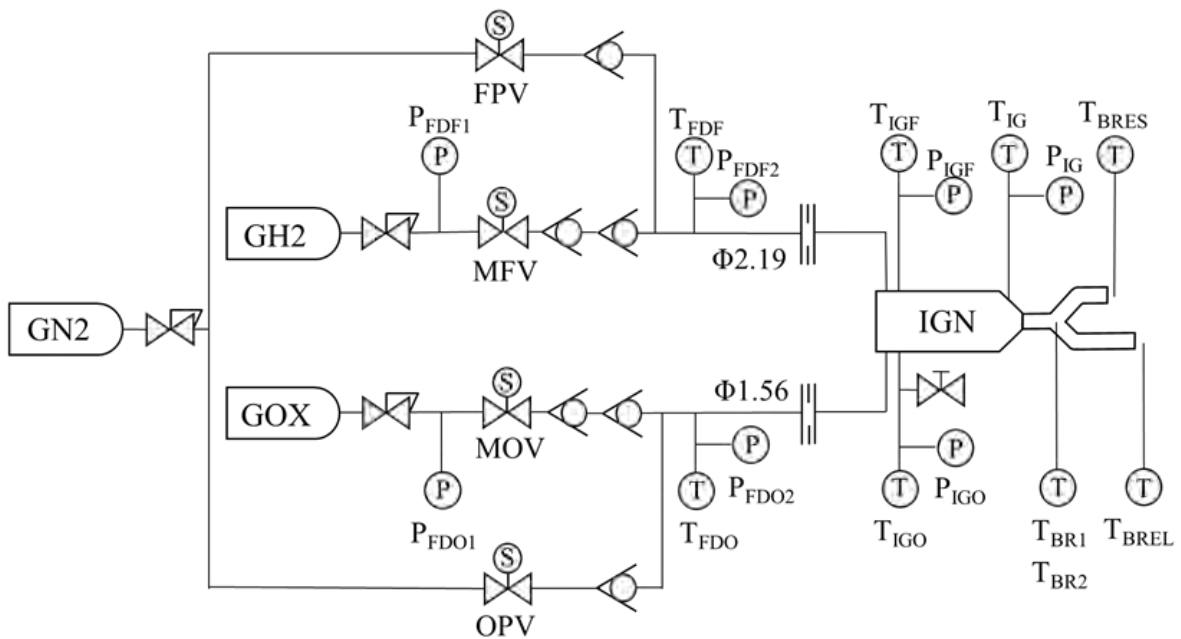 S
FPV
P_FDF1
P
T_FDF
T
P_FDF2
P
T_IGF
T
P_IGF
P
T_IG
T
P_IG
P
T_BRES
T
GH2
S
MFV
Φ2.19
GN2
IGN
GOX
S
MOV
Φ1.56
P
P_FDO1
P
P_FDO2
T
T_FDO
P
P_IGO
T
T_IGO
T
T_BR1
T_BR2
T
T_BREL
S
OPV